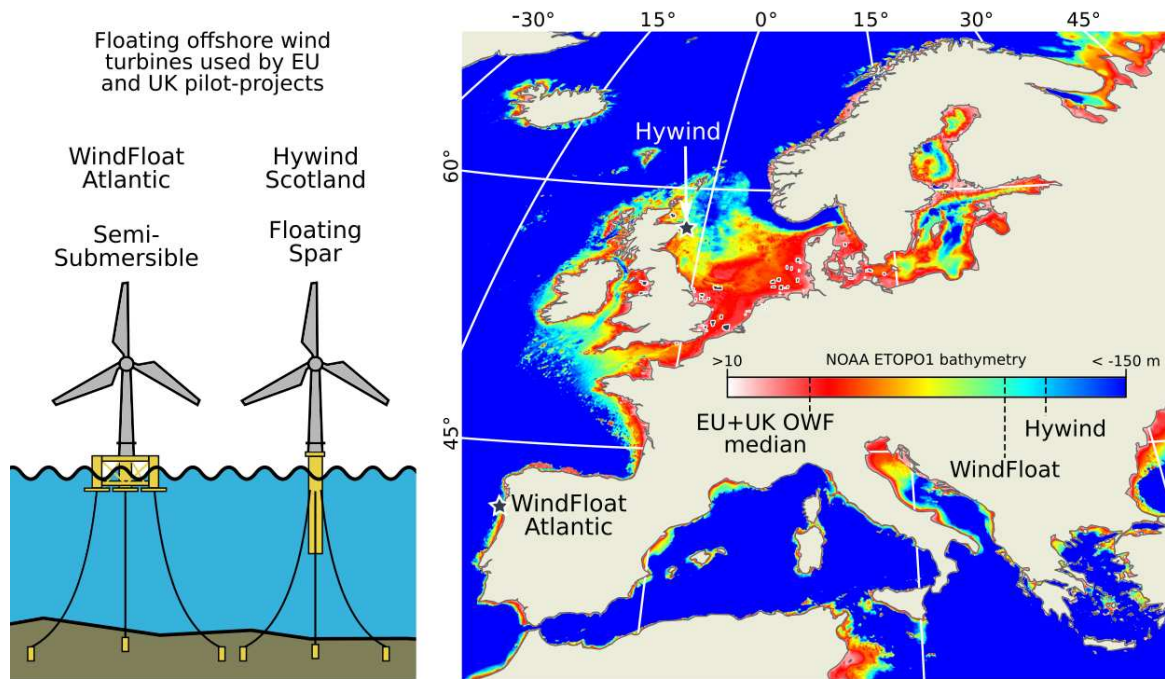 Floating offshore wind
turbines used by EU
and UK pilot-projects
WindFloat
Atlantic
Hywind
Scotland
Semi-
Submersible
Floating
Spar
-30°
15°
0°
15°
30°
45°
60°
45°
Hywind
>10
NOAA ETOPO1 bathymetry
< -150 m
EU+UK OWF
median
Hywind
WindFloat
WindFloat
Atlantic